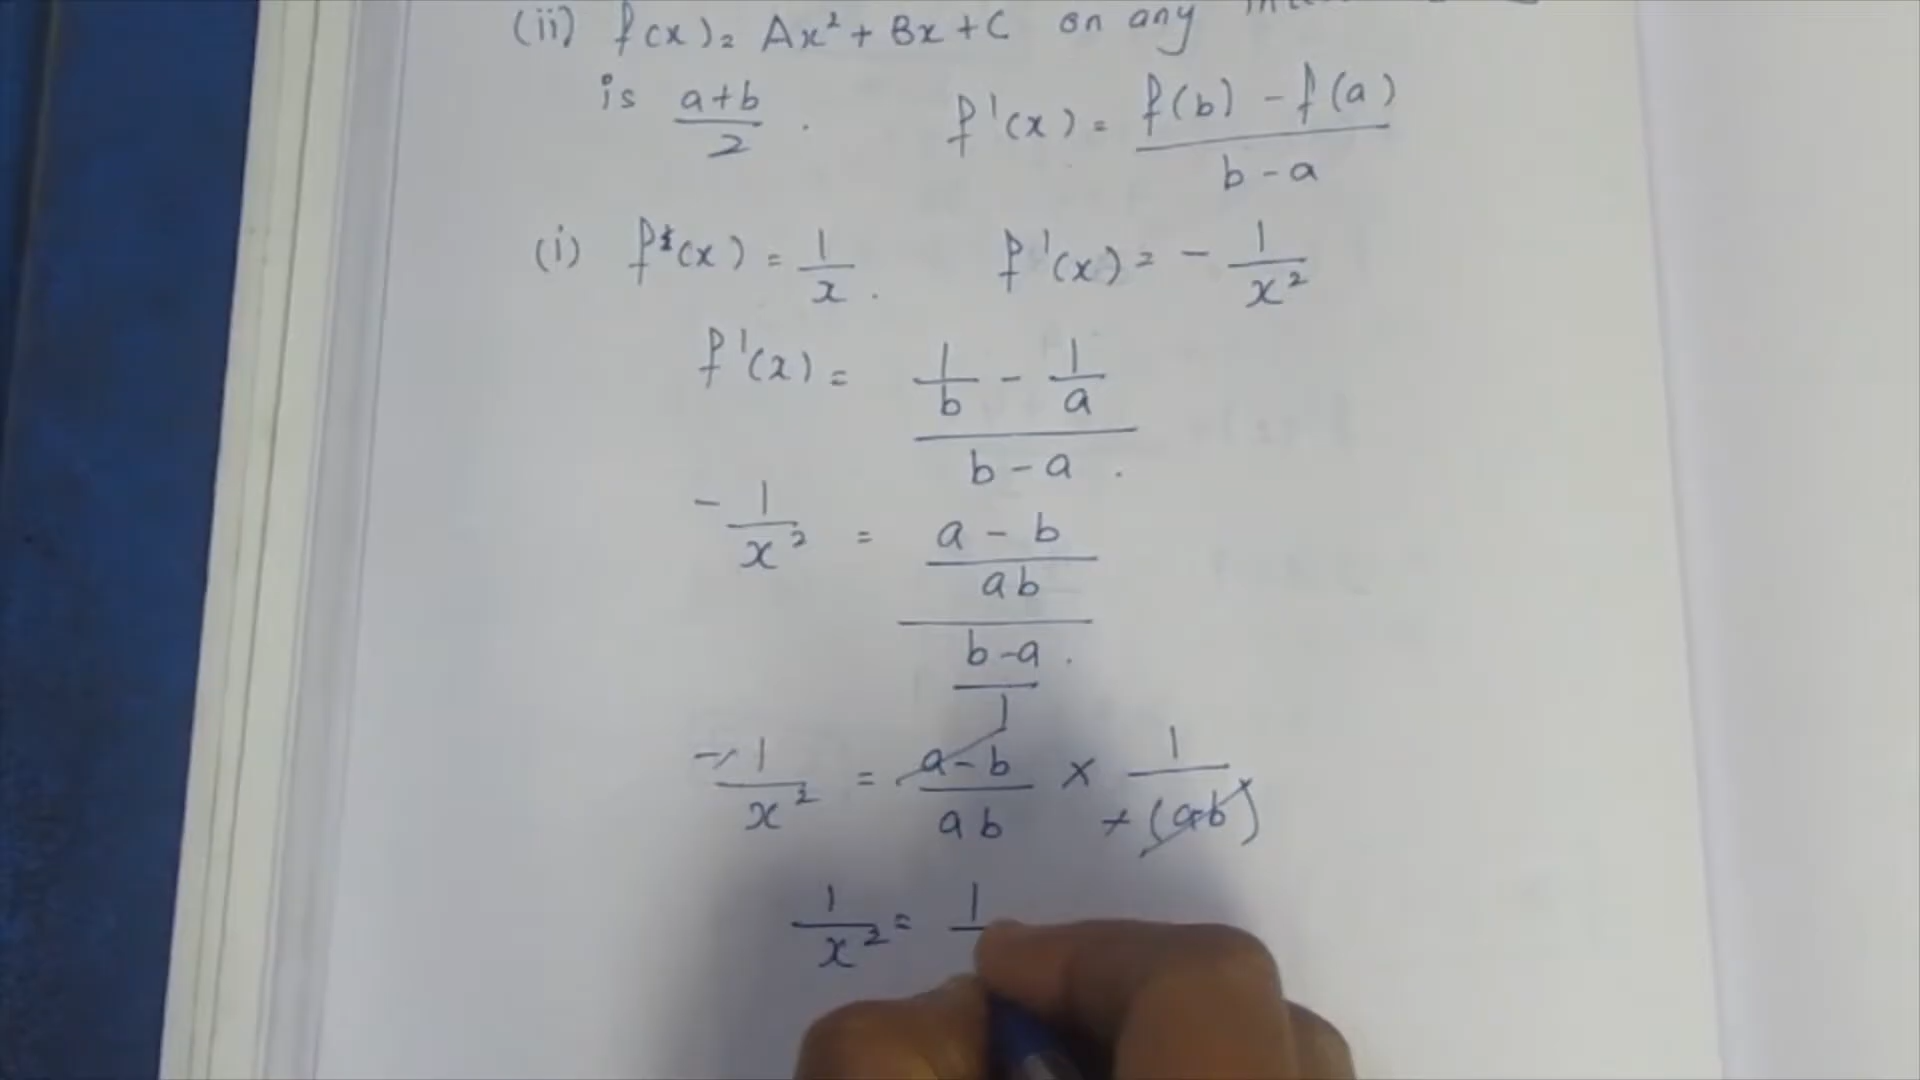 (ii) f(x) = Ax² + Bx + C on any
is a+b/2 . f'(x) = f(b) - f(a)/b - a
(i) f(x) = 1/x . f'(x) = - 1/x²
f'(x) = 1/b - 1/a / b - a .
- 1/x² = a - b/ab / b-a .
- 1/x² = a-b/ab × 1/-(a-b) 1
1/x² = 1